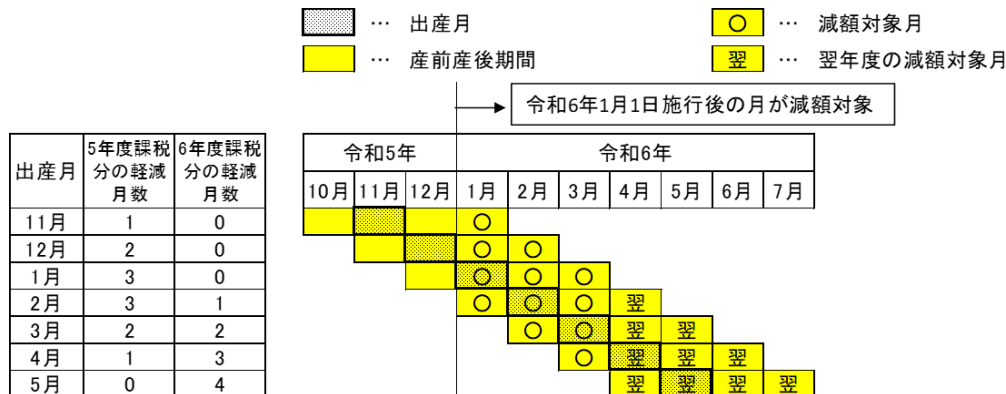 … 出産月
○ … 減額対象月
… 産前産後期間
翌 … 翌年度の減額対象月
令和6年1月1日施行後の月が減額対象
出産月 5年度課税分の軽減月数 6年度課税分の軽減月数
令和5年 令和6年
10月 11月 12月 1月 2月 3月 4月 5月 6月 7月
11月 1 0 ○
12月 2 0 ○ ○
1月 3 0 ○ ○ ○
2月 3 1 ○ ○ ○ 翌
3月 2 2 ○ ○ 翌 翌
4月 1 3 ○ 翌 翌 翌
5月 0 4 翌 翌 翌 翌